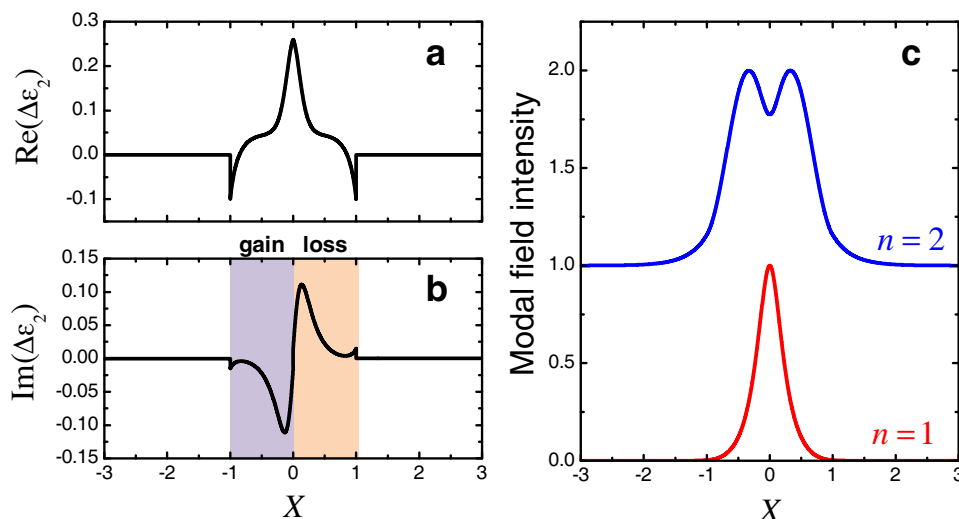 a
Re(Δε₂)
0.3
0.2
0.1
0.0
-0.1
gain loss
b
Im(Δε₂)
0.15
0.10
0.05
0.00
-0.05
-0.10
-0.15
-3 -2 -1 0 1 2 3
X
c
Modal field intensity
2.0
1.5
1.0
0.5
0.0
n = 2
n = 1
-3 -2 -1 0 1 2 3
X